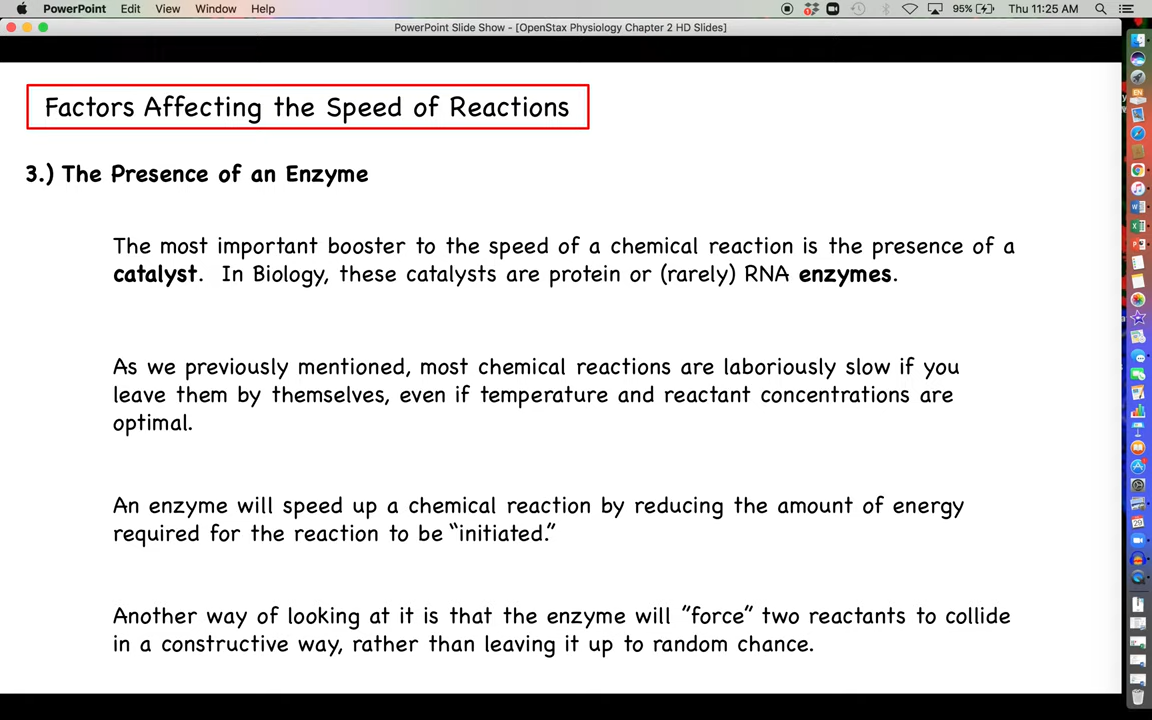 PowerPoint Edit View Window Help 95% Thu 11:25 AM
PowerPoint Slide Show - [OpenStax Physiology Chapter 2 HD Slides]
Factors Affecting the Speed of Reactions
3.) The Presence of an Enzyme
The most important booster to the speed of a chemical reaction is the presence of a
catalyst. In Biology, these catalysts are protein or (rarely) RNA enzymes.
As we previously mentioned, most chemical reactions are laboriously slow if you
leave them by themselves, even if temperature and reactant concentrations are
optimal.
An enzyme will speed up a chemical reaction by reducing the amount of energy
required for the reaction to be “initiated.”
Another way of looking at it is that the enzyme will “force” two reactants to collide
in a constructive way, rather than leaving it up to random chance.